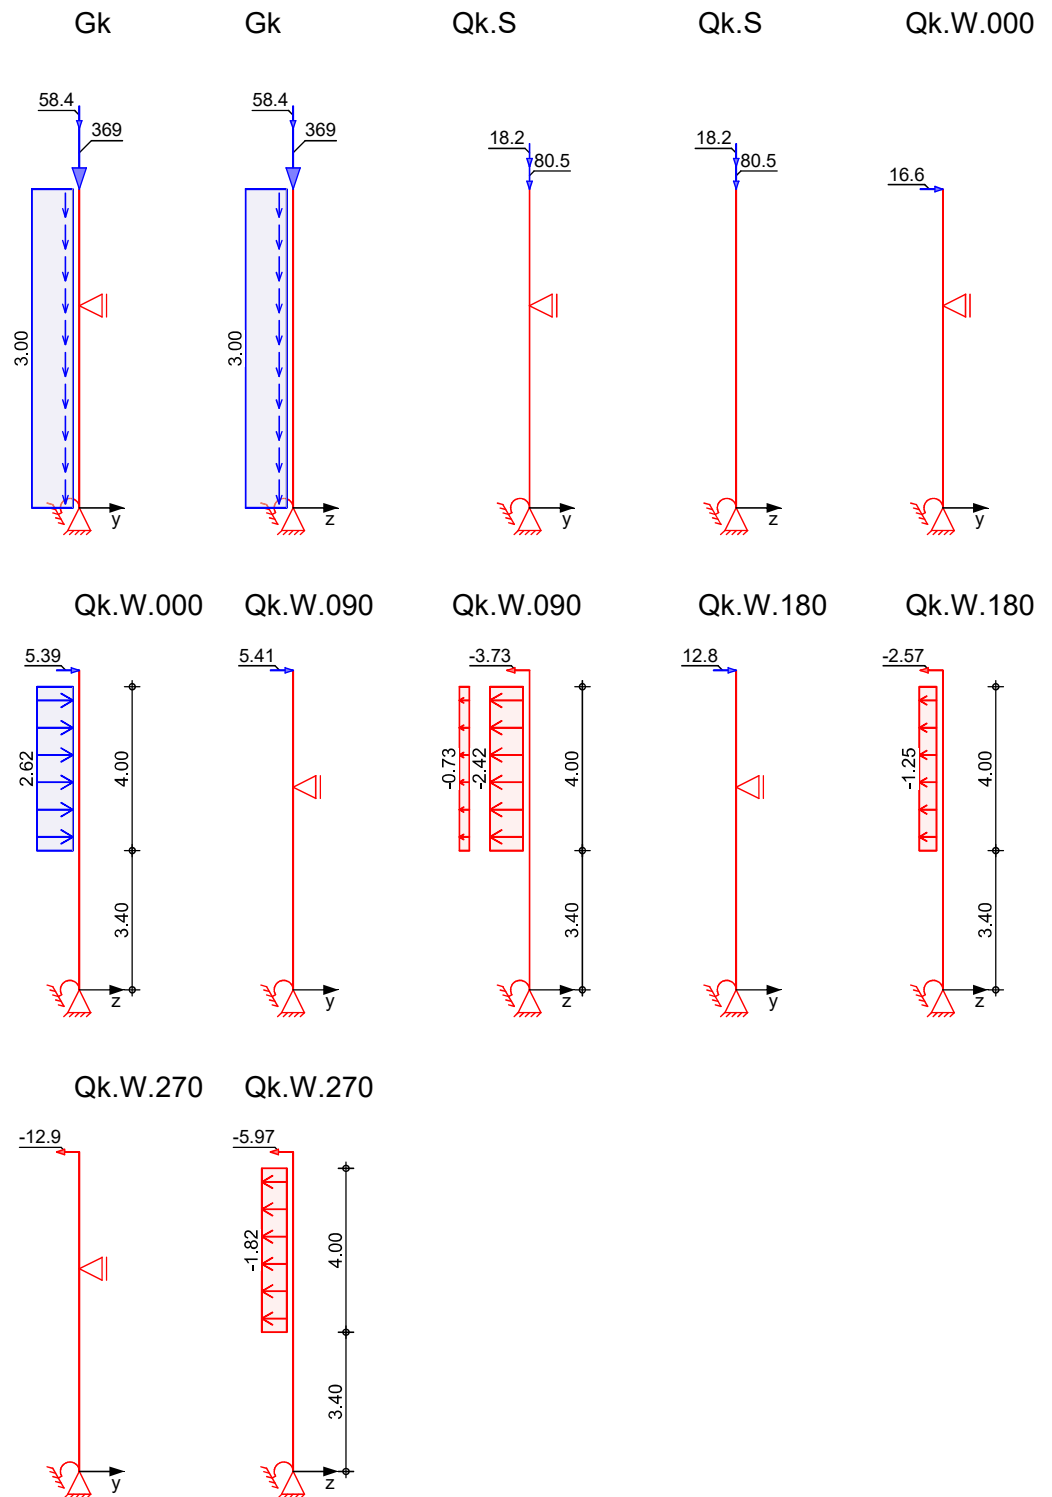 Gk Gk Qk.S Qk.S Qk.W.000
58.4 58.4
369 369
18.2 18.2
80.5 80.5
16.6
3.00 3.00
y z y z y
Qk.W.000 Qk.W.090 Qk.W.090 Qk.W.180 Qk.W.180
5.39 5.41 -3.73 12.8 -2.57
2.62 4.00 -0.73 -2.42 4.00 -1.25 4.00
3.40 3.40 3.40
z y z y z
Qk.W.270 Qk.W.270
-12.9 -5.97
-1.82 4.00
3.40
y z